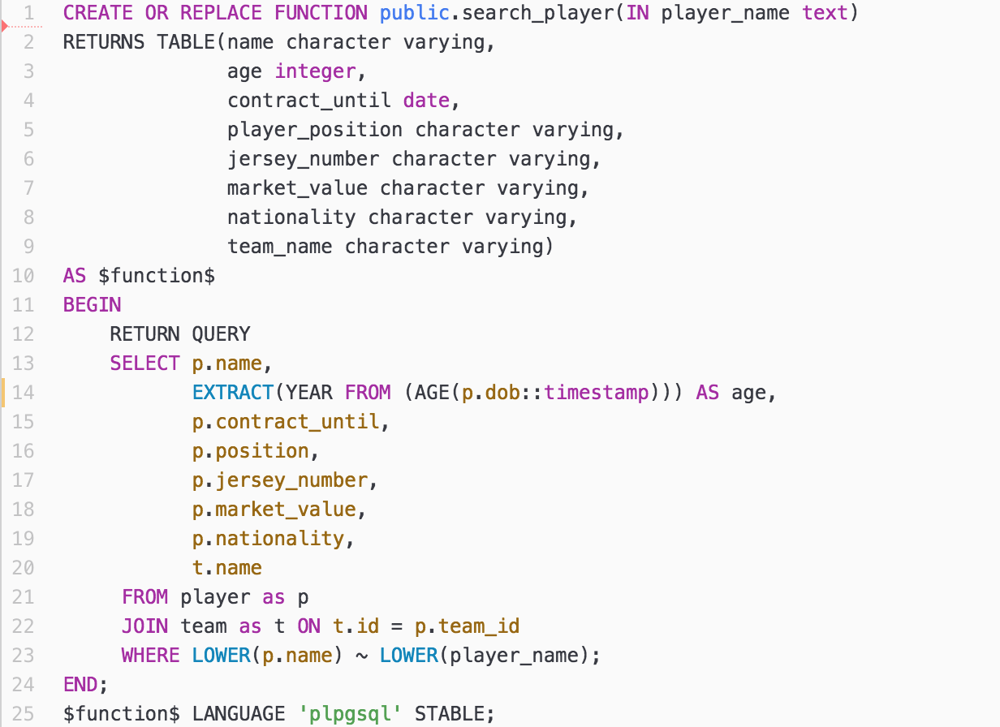 1 CREATE OR REPLACE FUNCTION public.search_player(IN player_name text)
2 RETURNS TABLE(name character varying,
3 age integer,
4 contract_until date,
5 player_position character varying,
6 jersey_number character varying,
7 market_value character varying,
8 nationality character varying,
9 team_name character varying)
10 AS $function$
11 BEGIN
12 RETURN QUERY
13 SELECT p.name,
14 EXTRACT(YEAR FROM (AGE(p.dob::timestamp))) AS age,
15 p.contract_until,
16 p.position,
17 p.jersey_number,
18 p.market_value,
19 p.nationality,
20 t.name
21 FROM player as p
22 JOIN team as t ON t.id = p.team_id
23 WHERE LOWER(p.name) ~ LOWER(player_name);
24 END;
25 $function$ LANGUAGE 'plpgsql' STABLE;